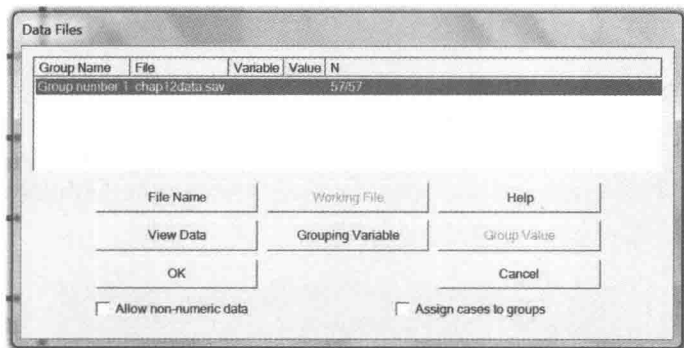 Data Files
Group Name File Variable Value N
Group number 1 chap12data.sav 57/57
File Name Working File Help
View Data Grouping Variable Group Value
OK Cancel
Allow non-numeric data Assign cases to groups